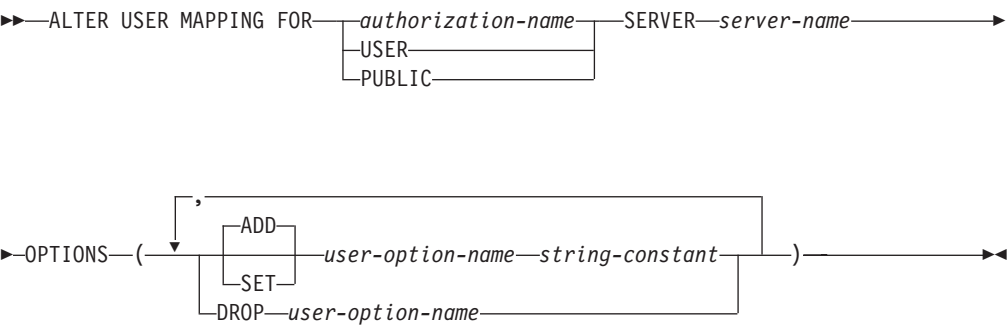 ALTER USER MAPPING FOR authorization-name SERVER server-name
USER
PUBLIC
,
ADD
OPTIONS ( user-option-name string-constant )
SET
DROP user-option-name